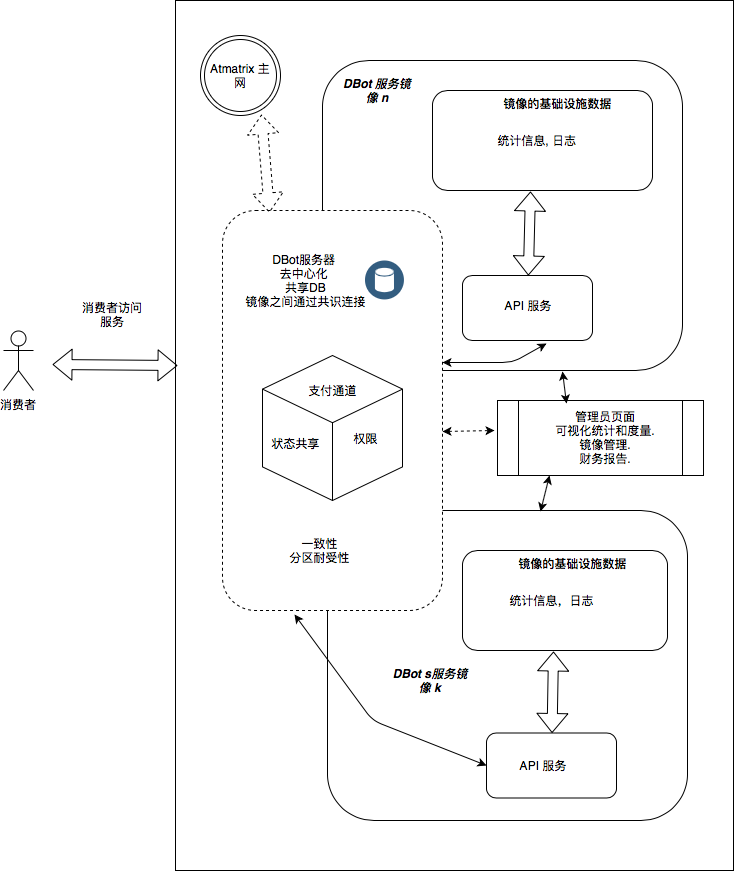 Atmatrix 主
网
DBot 服务镜
像 n
镜像的基础设施数据
统计信息, 日志
DBot服务器
去中心化
共享DB
镜像之间通过共识连接
API 服务
消费者访问
服务
消费者
支付通道
状态共享
权限
管理员页面
可视化统计和度量.
镜像管理.
财务报告.
一致性
分区耐受性
镜像的基础设施数据
统计信息，日志
DBot s服务镜
像 k
API 服务